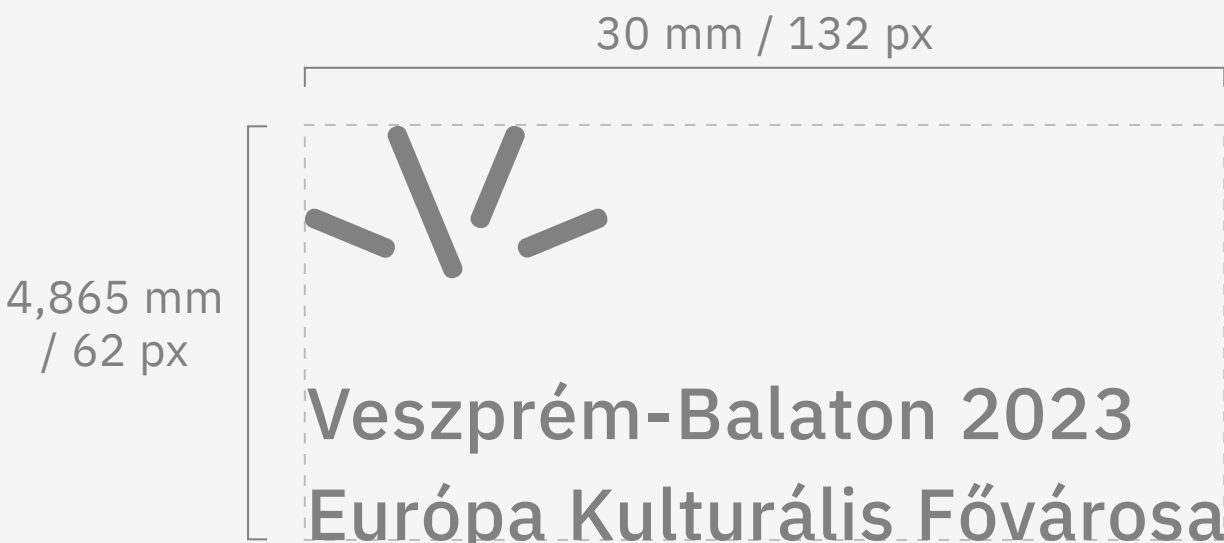 30 mm / 132 px
4,865 mm
/ 62 px
Veszprém-Balaton 2023
Európa Kulturális Fővárosa